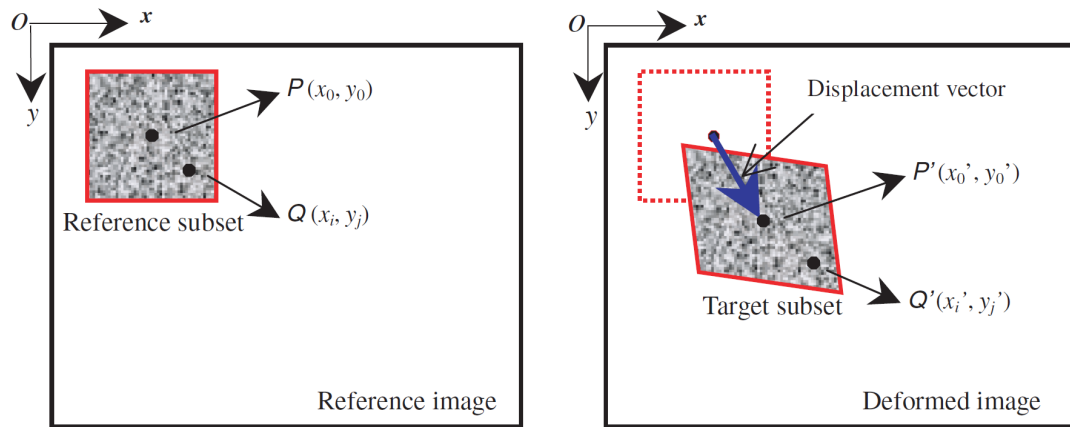 O x
y
P (x₀, y₀)
Q (xᵢ, yⱼ)
Reference subset
Reference image
O x
y
Displacement vector
P’(x₀’, y₀’)
Q’(xᵢ’, yⱼ’)
Target subset
Deformed image